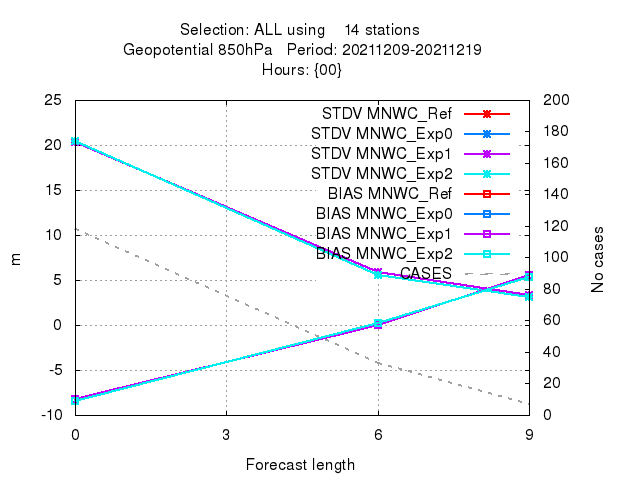 Selection: ALL using 14 stations
Geopotential 850hPa Period: 20211209-20211219
Hours: {00}
25
20
15
10
5
0
-5
-10
200
180
160
140
120
100
80
60
40
20
0
STDV MNWC_Ref
STDV MNWC_Exp0
STDV MNWC_Exp1
STDV MNWC_Exp2
BIAS MNWC_Ref
BIAS MNWC_Exp0
BIAS MNWC_Exp1
BIAS MNWC_Exp2
CASES
m
No cases
0 3 6 9
Forecast length